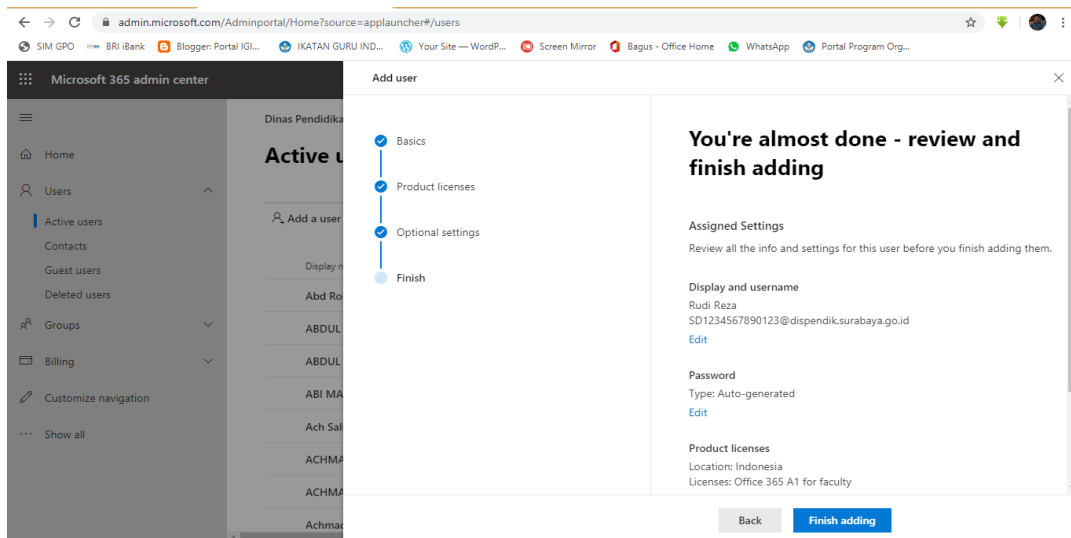 admin.microsoft.com/Adminportal/Home?source=applauncher#/users
SIM GPO BRI iBank Blogger: Portal IGI... IKATAN GURU IND... Your Site — WordP... Screen Mirror Bagus - Office Home WhatsApp Portal Program Org...
Microsoft 365 admin center
Home
Users
Active users
Contacts
Guest users
Deleted users
Groups
Billing
Customize navigation
Show all
Dinas Pendidika
Active u
Add a user
Display n
Abd Ro
ABDUL
ABDUL
ABI MA
Ach Sal
ACHMA
ACHMA
Achmad
Add user
Basics
Product licenses
Optional settings
Finish
You're almost done - review and
finish adding
Assigned Settings
Review all the info and settings for this user before you finish adding them.
Display and username
Rudi Reza
SD1234567890123@dispendik.surabaya.go.id
Edit
Password
Type: Auto-generated
Edit
Product licenses
Location: Indonesia
Licenses: Office 365 A1 for faculty
Back
Finish adding